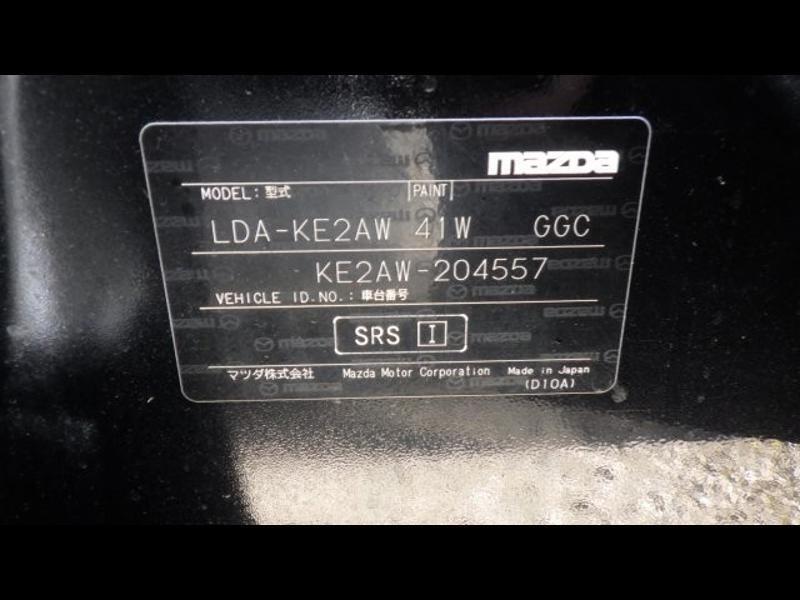 mazda
MODEL: 型式 PAINT
LDA-KE2AW 41W GGC
KE2AW-204557
VEHICLE ID.NO.: 車台番号
SRS I
マツダ株式会社 Mazda Motor Corporation Made in Japan
(D10A)